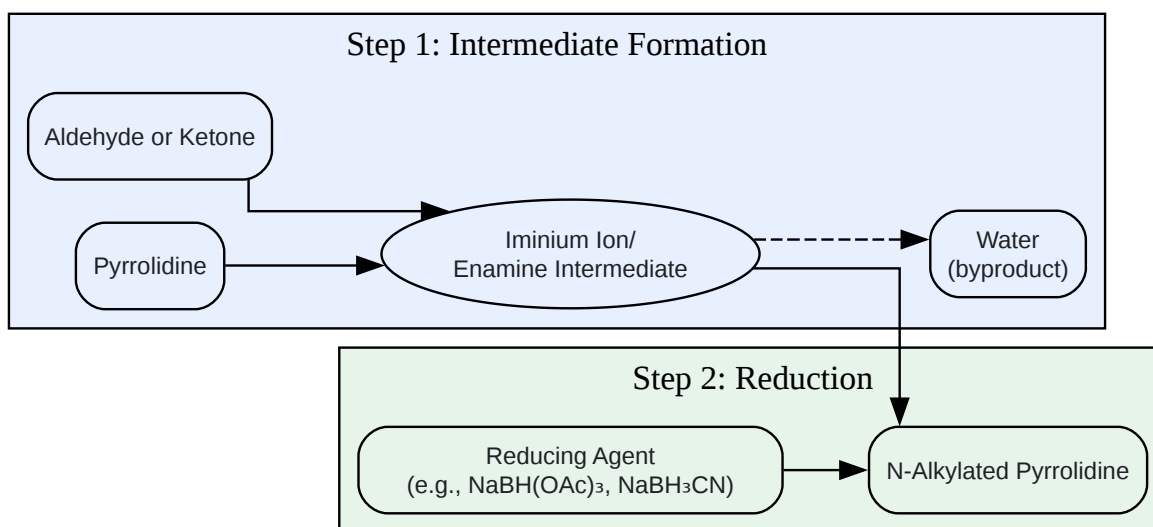 Step 1: Intermediate Formation
Aldehyde or Ketone
Pyrrolidine
Iminium Ion/
Enamine Intermediate
Water
(byproduct)
Step 2: Reduction
Reducing Agent
(e.g., NaBH(OAc)₃, NaBH₃CN)
N-Alkylated Pyrrolidine